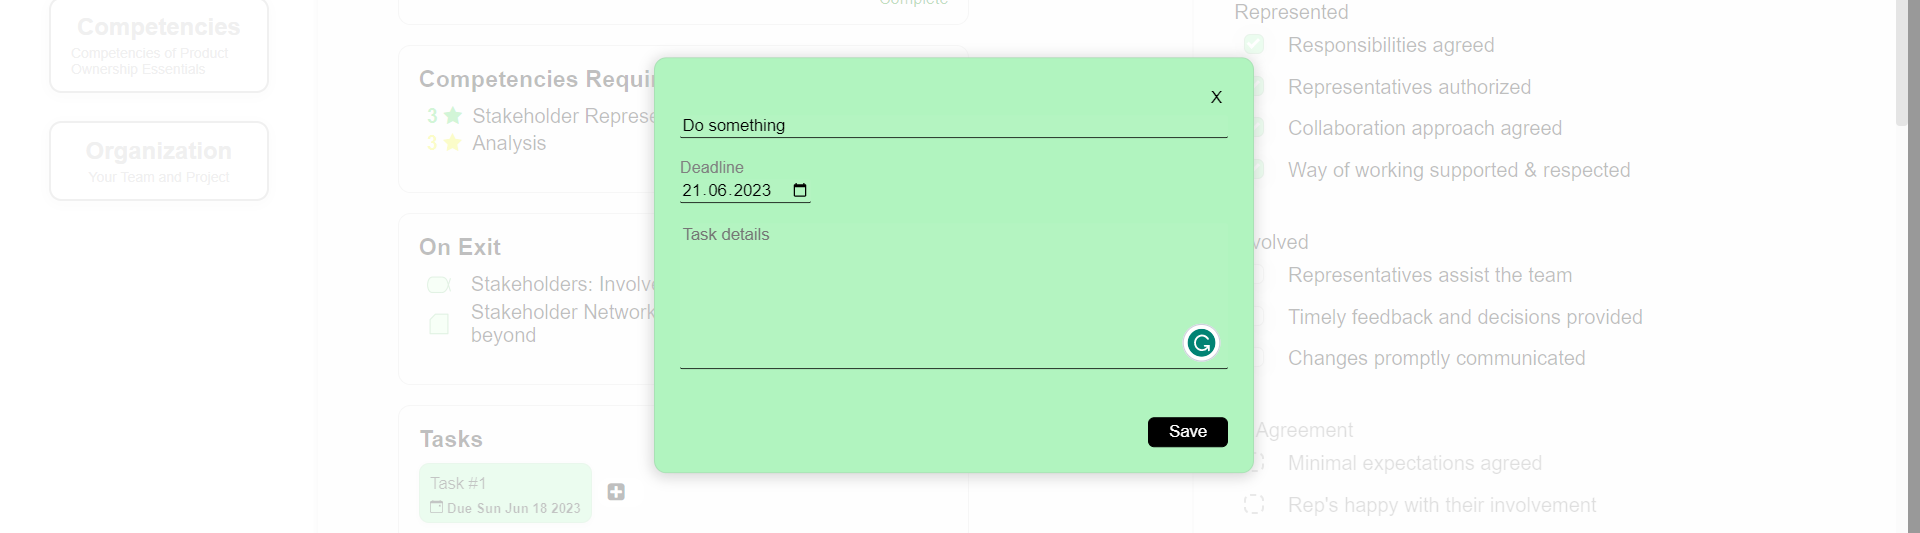 Competencies
Competencies of Product
Ownership Essentials
Organization
Your Team and Project
Complete
Competencies
3 Stakeholder
3 Analysis
On Exit
Stakeholders:
Stakeholder Network
beyond
Tasks
Task #1
Due Sun Jun 18 2023
X
Do something
Deadline
21.06.2023
Task details
Save
Represented
Responsibilities agreed
Representatives authorized
Collaboration approach agreed
Way of working supported & respected
volved
Representatives assist the team
Timely feedback and decisions provided
Changes promptly communicated
Agreement
Minimal expectations agreed
Rep's happy with their involvement